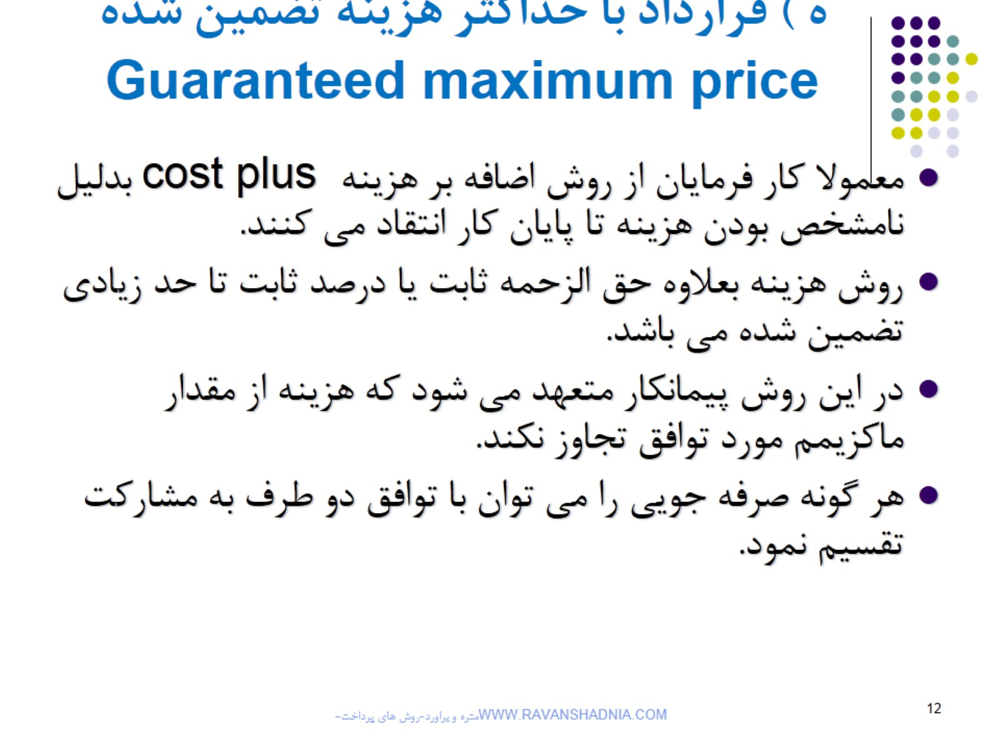 ه ) قرارداد با حداکثر هزینه تضمین شده
Guaranteed maximum price
معمولا کار فرمایان از روش اضافه بر هزینه cost plus بدلیل
نامشخص بودن هزینه تا پایان کار انتقاد می کنند.
روش هزینه بعلاوه حق الزحمه ثابت یا درصد ثابت تا حد زیادی
تضمین شده می باشد.
در این روش پیمانکار متعهد می شود که هزینه از مقدار
ماکزیمم مورد توافق تجاوز نکند.
هر گونه صرفه جویی را می توان با توافق دو طرف به مشارکت
تقسیم نمود.
متره و براورد-روش های پرداخت-WWW.RAVANSHADNIA.COM
12